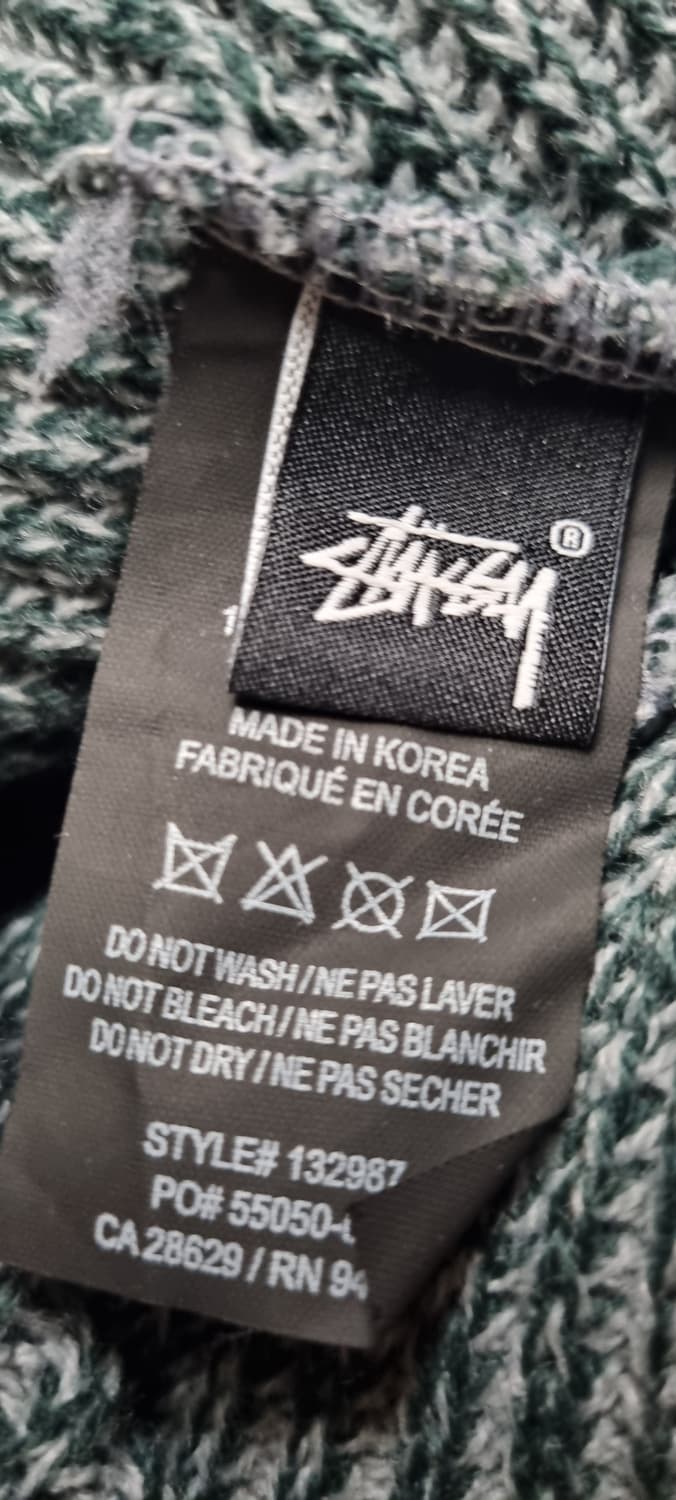 Stüssy ®
1
MADE IN KOREA
FABRIQUÉ EN CORÉE
DO NOT WASH / NE PAS LAVER
DO NOT BLEACH / NE PAS BLANCHIR
DO NOT DRY / NE PAS SECHER
STYLE# 132987
PO# 55050-
CA 28629 / RN 94